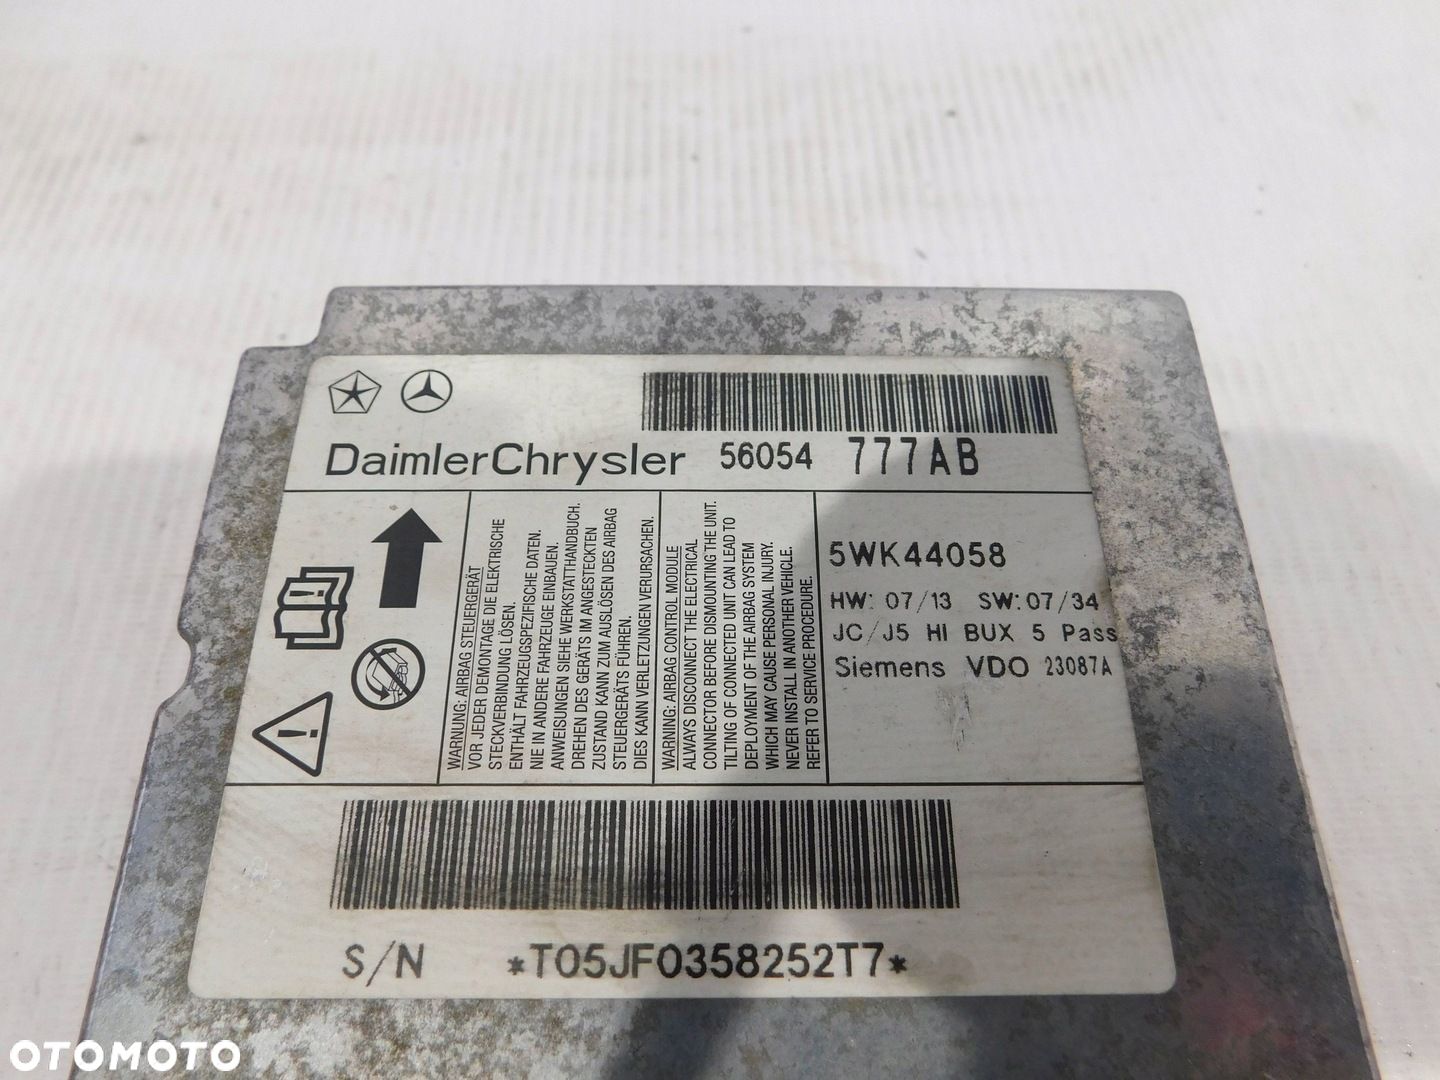 DaimlerChrysler 56054 777AB
WARNUNG: AIRBAG STEUERGERÄT
VOR JEDER DEMONTAGE DIE ELEKTRISCHE
STECKVERBINDUNG LÖSEN.
ENTHÄLT FAHRZEUGSPEZIFISCHE DATEN.
NIE IN ANDERE FAHRZEUGE EINBAUEN.
ANWEISUNGEN SIEHE WERKSTATTHANDBUCH.
DREHEN DES GERÄTS IM ANGESTECKTEN
ZUSTAND KANN ZUM AUSLÖSEN DES AIRBAG
STEUERGERÄTS FÜHREN.
DIES KANN VERLETZUNGEN VERURSACHEN.
WARNING: AIRBAG CONTROL MODULE
ALWAYS DISCONNECT THE ELECTRICAL
CONNECTOR BEFORE DISMOUNTING THE UNIT.
TILTING OF CONNECTED UNIT CAN LEAD TO
DEPLOYMENT OF THE AIRBAG SYSTEM
WHICH MAY CAUSE PERSONAL INJURY.
NEVER INSTALL IN ANOTHER VEHICLE.
REFER TO SERVICE PROCEDURE.
5WK44058
HW: 07/13 SW: 07/34
JC/J5 HI BUX 5 Pass
Siemens VDO 23087A
S/N *T05JF0358252T7*
OTOMOTO